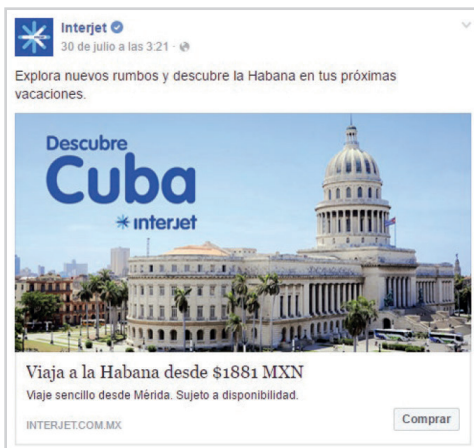 Interjet
30 de julio a las 3:21 ·
Explora nuevos rumbos y descubre la Habana en tus próximas
vacaciones.
Descubre
Cuba
interjet
Viaja a la Habana desde $1881 MXN
Viaje sencillo desde Mérida. Sujeto a disponibilidad.
INTERJET.COM.MX
Comprar